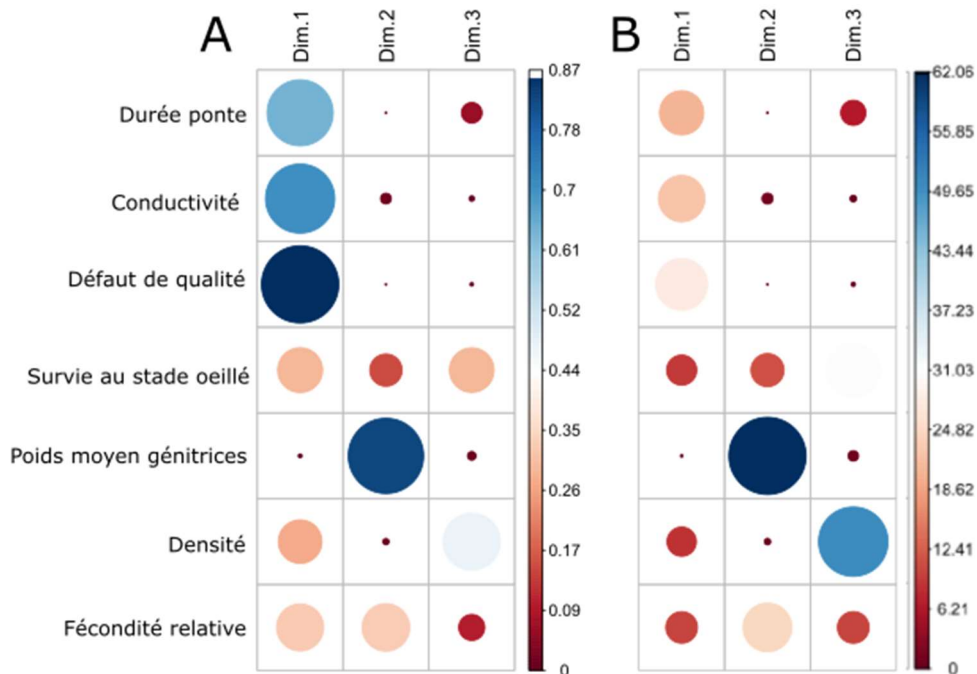 A
Dim.1
Dim.2
Dim.3
Durée ponte
Conductivité
Défaut de qualité
Survie au stade oeillé
Poids moyen génitrices
Densité
Fécondité relative
0.87
0.78
0.7
0.61
0.52
0.44
0.35
0.26
0.17
0.09
0
B
Dim.1
Dim.2
Dim.3
62.06
55.85
49.65
43.44
37.23
31.03
24.82
18.62
12.41
6.21
0